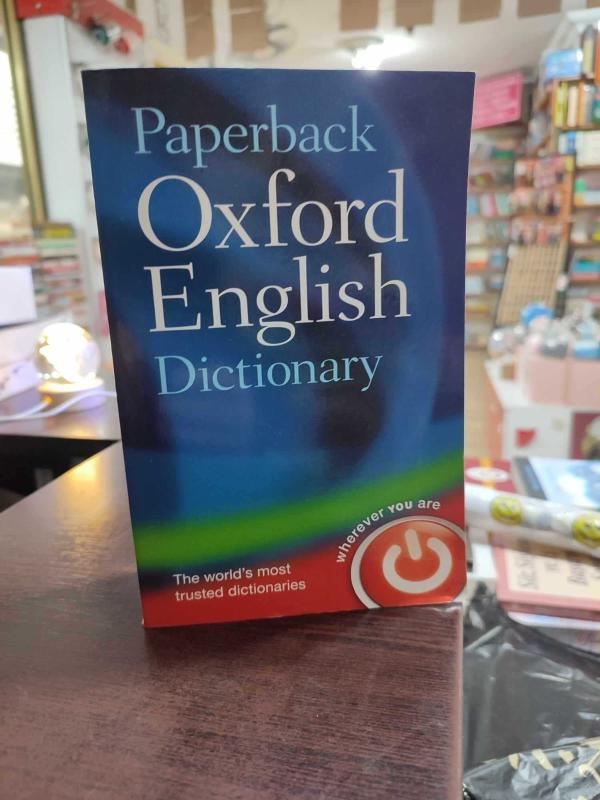 Paperback
Oxford
English
Dictionary
wherever YOU are
The world's most
trusted dictionaries